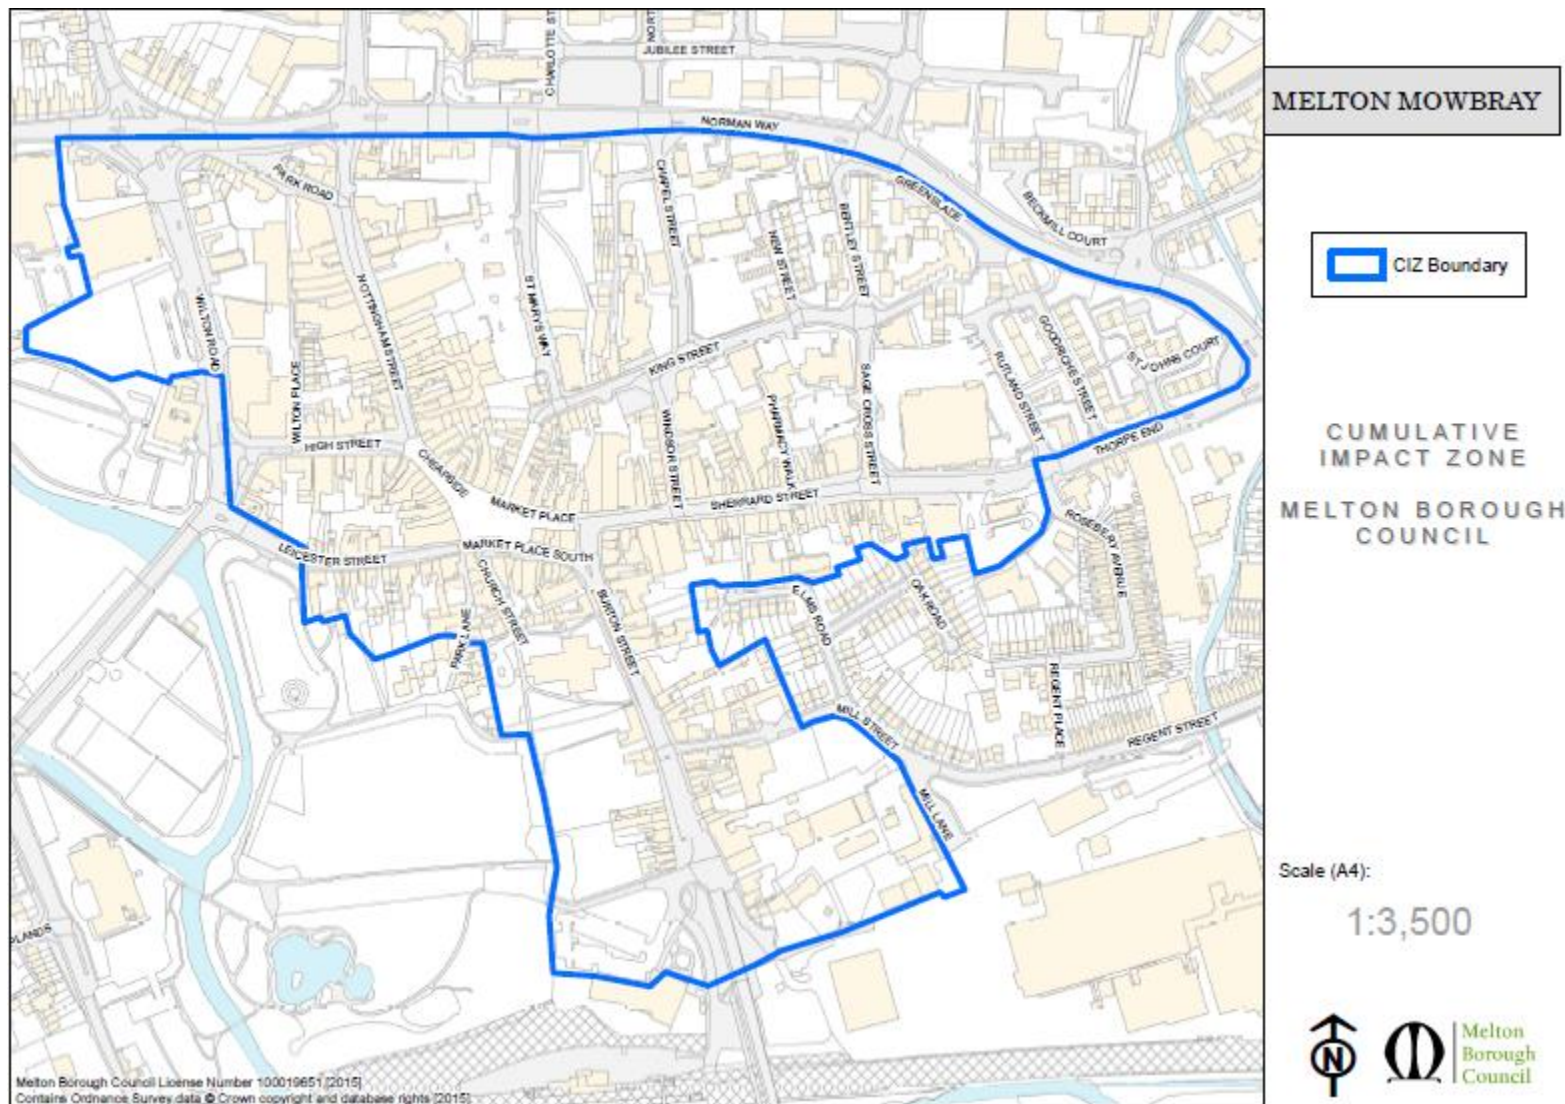 CHARLOTTE ST
NORT
JUBILEE STREET
NORMAN WAY
PARK ROAD
CHAPEL STREET
GREENSLADE
BECKMILL COURT
BENTLEY STREET
NEW STREET
NOTTINGHAM STREET
ST MARYS WAY
WILTON ROAD
KING STREET
GOODRICHE STREET
ST JOHNS COURT
RUTLAND STREET
SAGE CROSS STREET
WILTON PLACE
PHARMACY WALK
WINDSOR STREET
HIGH STREET
CHEAPSIDE
THORPE END
MARKET PLACE
SHERRARD STREET
ROSEBERY AVENUE
LEICESTER STREET
MARKET PLACE SOUTH
CHURCH STREET
BURTON STREET
ELMS ROAD
OAK ROAD
PARK LANE
REGENT PLACE
MILL STREET
REGENT STREET
MILL LANE
LANDS
Melton Borough Council License Number 100019651 [2015]
Contains Ordnance Survey data © Crown copyright and database rights [2015]
MELTON MOWBRAY
CIZ Boundary
CUMULATIVE
IMPACT ZONE
MELTON BOROUGH
COUNCIL
Scale (A4):
1:3,500
N
Melton
Borough
Council